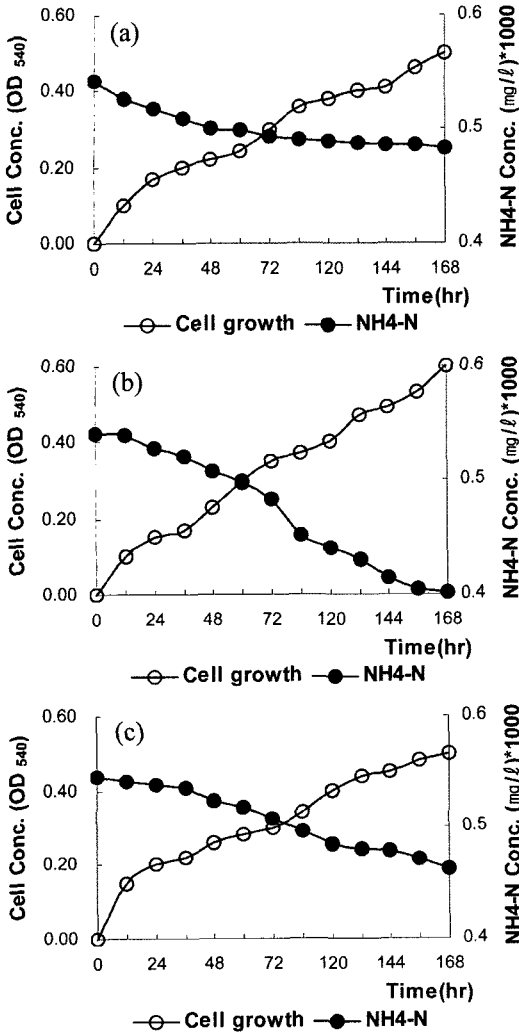 (a)
Cell Conc. (OD 540)
0.60
0.40
0.20
0.00
0.6
0.5
0.4
NH4-N Conc. (mg/ℓ)*1000
0 24 48 72 96 120 144 168
Time(hr)
Cell growth NH4-N
(b)
Cell Conc. (OD 540)
0.60
0.40
0.20
0.00
0.6
0.5
0.4
NH4-N Conc. (mg/ℓ)*1000
0 24 48 72 96 120 144 168
Time(hr)
Cell growth NH4-N
(c)
Cell Conc. (OD 540)
0.60
0.40
0.20
0.00
0.6
0.5
0.4
NH4-N Conc. (mg/ℓ)*1000
0 24 48 72 96 120 144 168
Time(hr)
Cell growth NH4-N